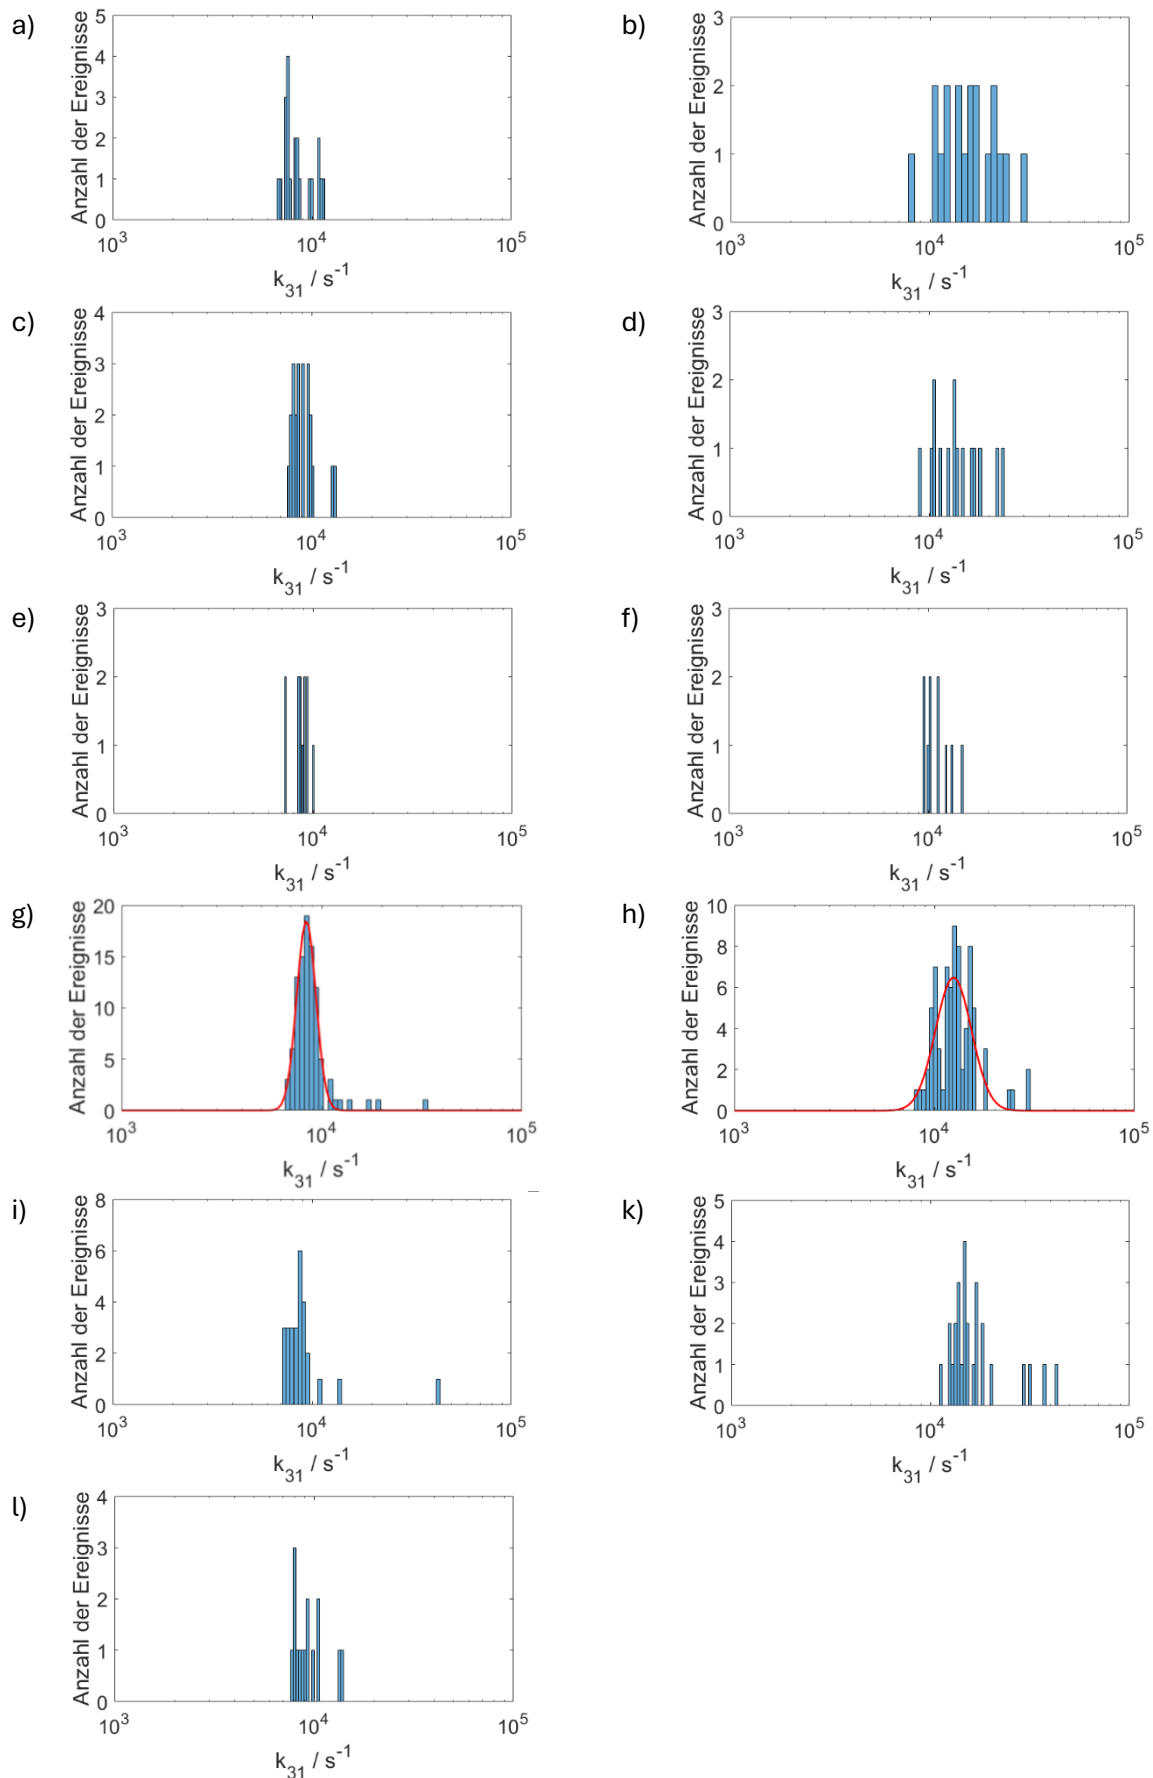 a)
Anzahl der Ereignisse
5
4
3
2
1
0
10³ 10⁴ 10⁵
k₃₁ / s⁻¹
b)
Anzahl der Ereignisse
3
2
1
0
10³ 10⁴ 10⁵
k₃₁ / s⁻¹
c)
Anzahl der Ereignisse
4
3
2
1
0
10³ 10⁴ 10⁵
k₃₁ / s⁻¹
d)
Anzahl der Ereignisse
3
2
1
0
10³ 10⁴ 10⁵
k₃₁ / s⁻¹
e)
Anzahl der Ereignisse
3
2
1
0
10³ 10⁴ 10⁵
k₃₁ / s⁻¹
f)
Anzahl der Ereignisse
3
2
1
0
10³ 10⁴ 10⁵
k₃₁ / s⁻¹
g)
Anzahl der Ereignisse
20
15
10
5
0
10³ 10⁴ 10⁵
k₃₁ / s⁻¹
h)
Anzahl der Ereignisse
10
8
6
4
2
0
10³ 10⁴ 10⁵
k₃₁ / s⁻¹
i)
Anzahl der Ereignisse
8
6
4
2
0
10³ 10⁴ 10⁵
k₃₁ / s⁻¹
k)
Anzahl der Ereignisse
5
4
3
2
1
0
10³ 10⁴ 10⁵
k₃₁ / s⁻¹
l)
Anzahl der Ereignisse
4
3
2
1
0
10³ 10⁴ 10⁵
k₃₁ / s⁻¹